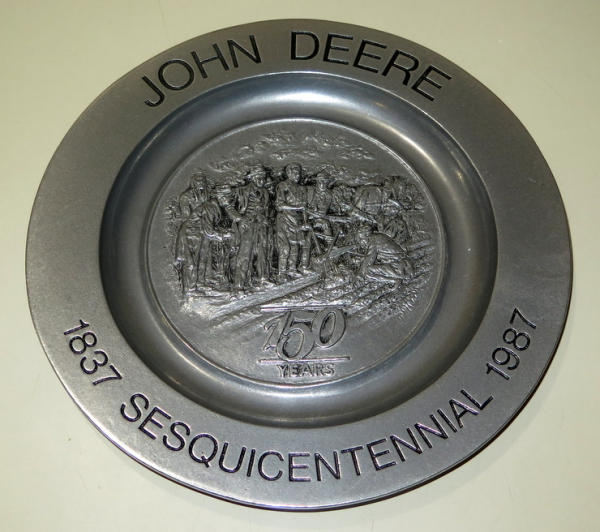 JOHN DEERE
150
YEARS
1837 SESQUICENTENNIAL 1987